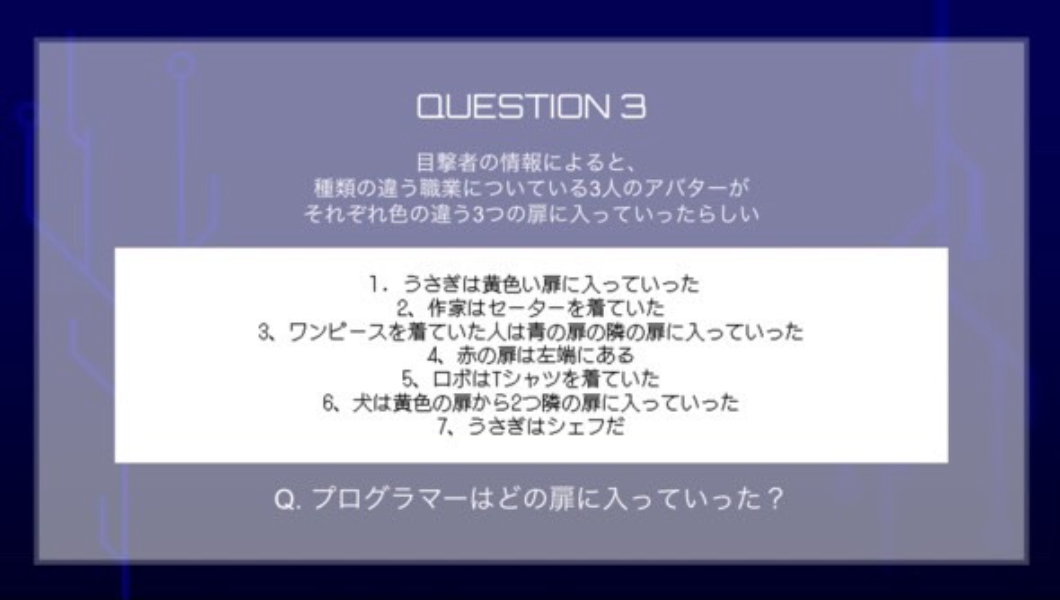 QUESTION 3
目撃者の情報によると、
種類の違う職業についている3人のアバターが
それぞれ色の違う3つの扉に入っていったらしい
1. うさぎは黄色い扉に入っていった
2、作家はセーターを着ていた
3、ワンピースを着ていた人は青の扉の隣の扉に入っていった
4、赤の扉は左端にある
5、ロボはTシャツを着ていた
6、犬は黄色の扉から2つ隣の扉に入っていった
7、うさぎはシェフだ
Q. プログラマーはどの扉に入っていった？